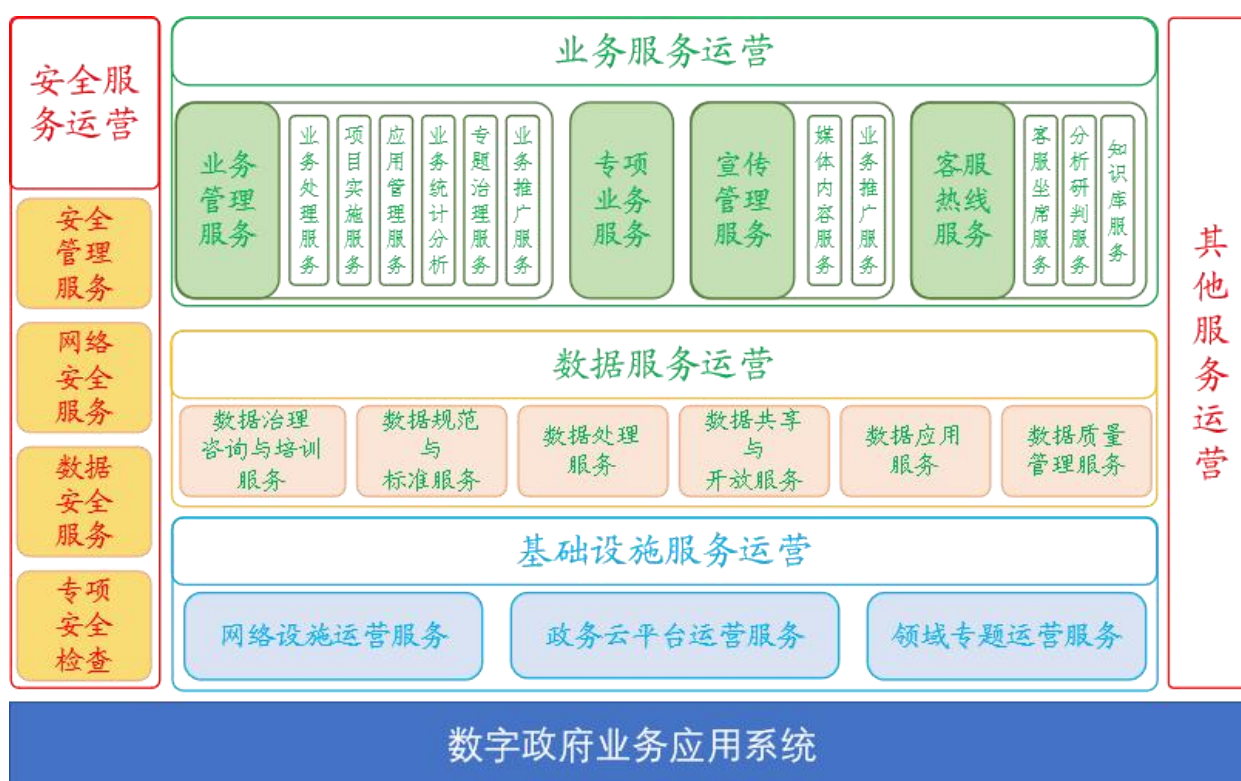 安全服
务运营
安全
管理
服务
网络
安全
服务
数据
安全
服务
专项
安全
检查
业务服务运营
业务
管理
服务
业务处理服务
项目实施服务
应用管理服务
业务统计分析
专题治理服务
业务推广服务
专项
业务
服务
宣传
管理
服务
媒体内容服务
业务推广服务
客服
热线
服务
客服坐席服务
分析研判服务
知识库服务
数据服务运营
数据治理
咨询与培训
服务
数据规范
与
标准服务
数据处理
服务
数据共享
与
开放服务
数据应用
服务
数据质量
管理服务
基础设施服务运营
网络设施运营服务
政务云平台运营服务
领域专题运营服务
其他服务运营
数字政府业务应用系统